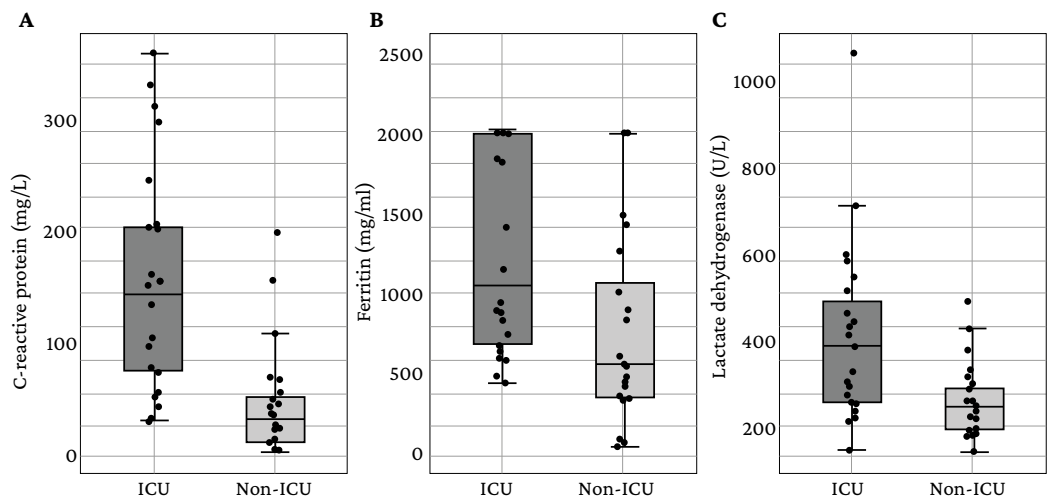 A
C-reactive protein (mg/L)
300
200
100
0
ICU Non-ICU
B
Ferritin (mg/ml)
2500
2000
1500
1000
500
0
ICU Non-ICU
C
Lactate dehydrogenase (U/L)
1000
800
600
400
200
ICU Non-ICU